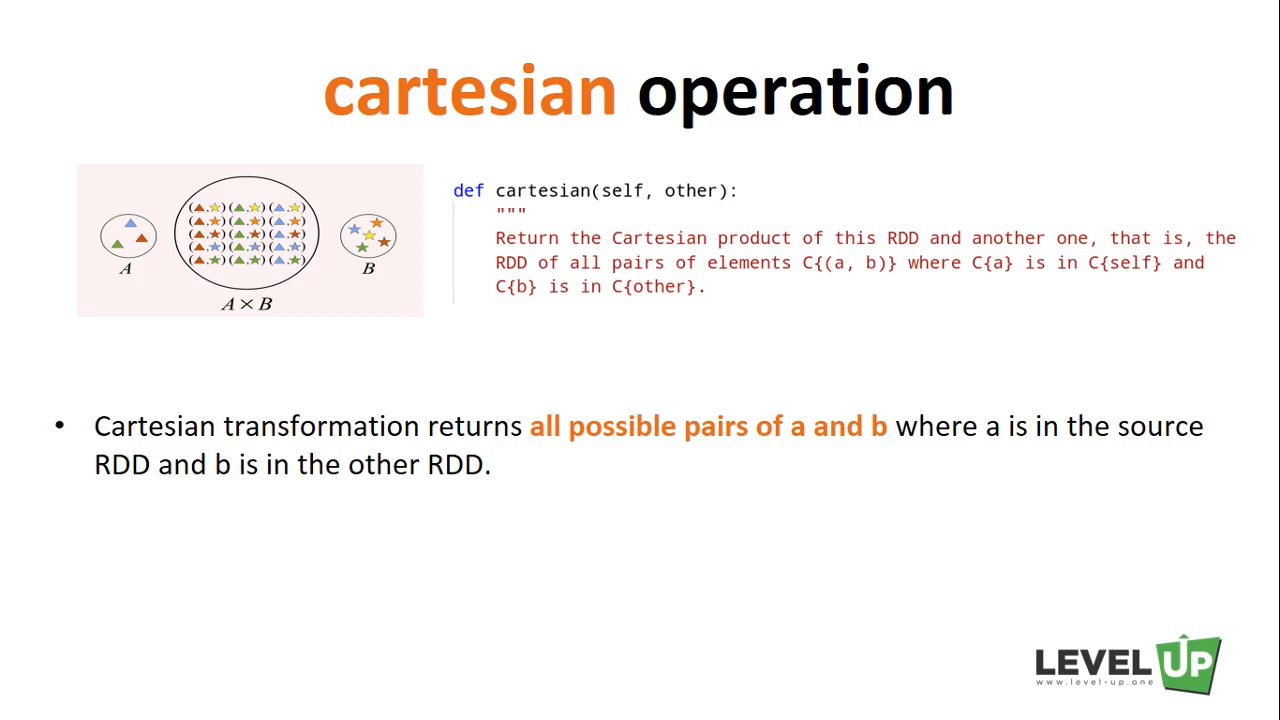 cartesian operation
A
A × B
B
def cartesian(self, other):
"""
Return the Cartesian product of this RDD and another one, that is, the
RDD of all pairs of elements C{(a, b)} where C{a} is in C{self} and
C{b} is in C{other}.
• Cartesian transformation returns all possible pairs of a and b where a is in the source
RDD and b is in the other RDD.
LEVEL UP
www.level-up.one